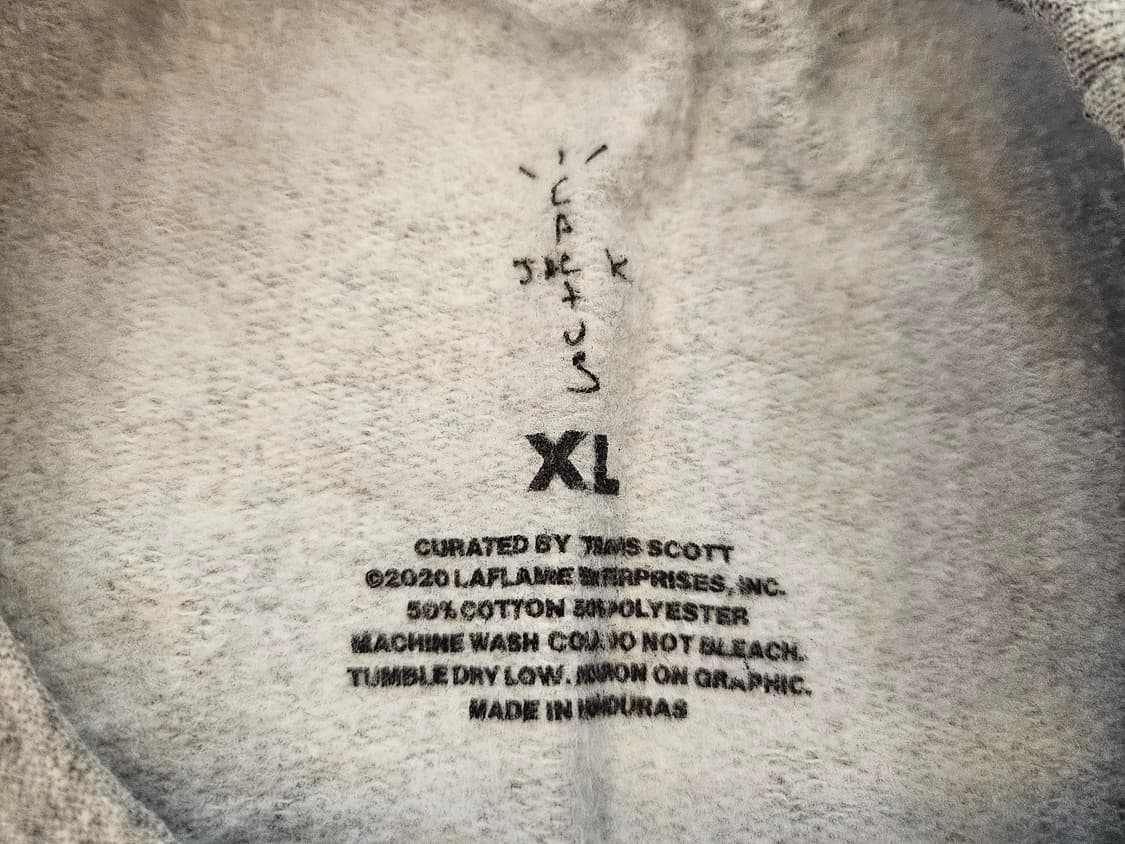 CACTUS
JACK
XL
CURATED BY TRAVIS SCOTT
©2020 LAFLAME ENTERPRISES, INC.
50% COTTON 50% POLYESTER
MACHINE WASH COLD. DO NOT BLEACH.
TUMBLE DRY LOW. NO IRON ON GRAPHIC.
MADE IN HONDURAS